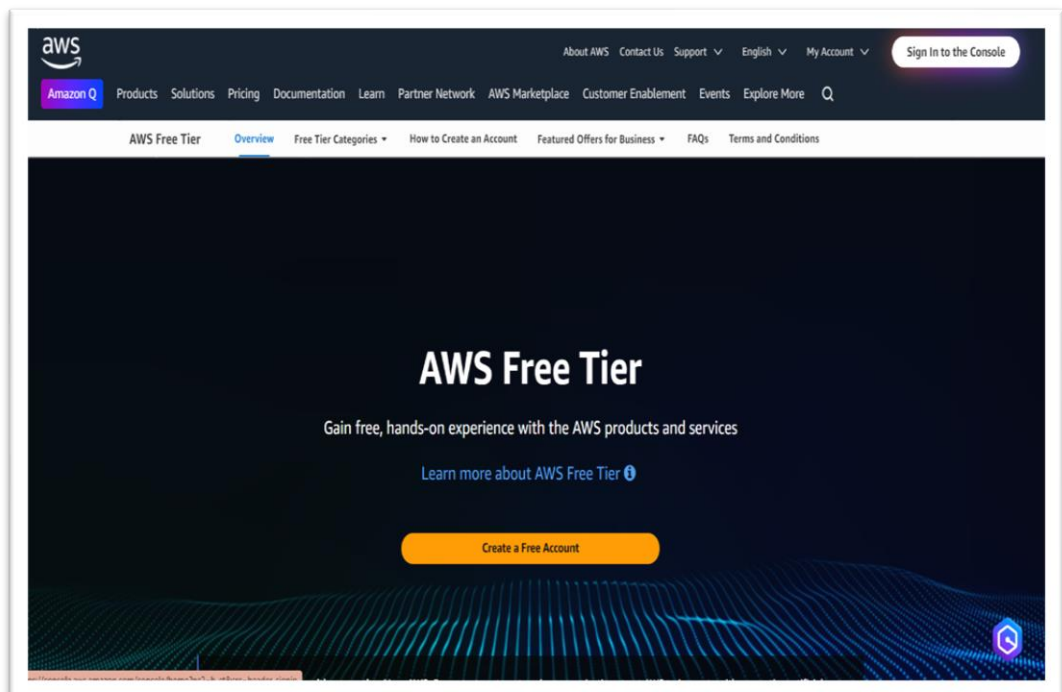 aws
About AWS Contact Us Support English My Account Sign In to the Console
Amazon Q Products Solutions Pricing Documentation Learn Partner Network AWS Marketplace Customer Enablement Events Explore More
AWS Free Tier Overview Free Tier Categories How to Create an Account Featured Offers for Business FAQs Terms and Conditions
AWS Free Tier
Gain free, hands-on experience with the AWS products and services
Learn more about AWS Free Tier
Create a Free Account